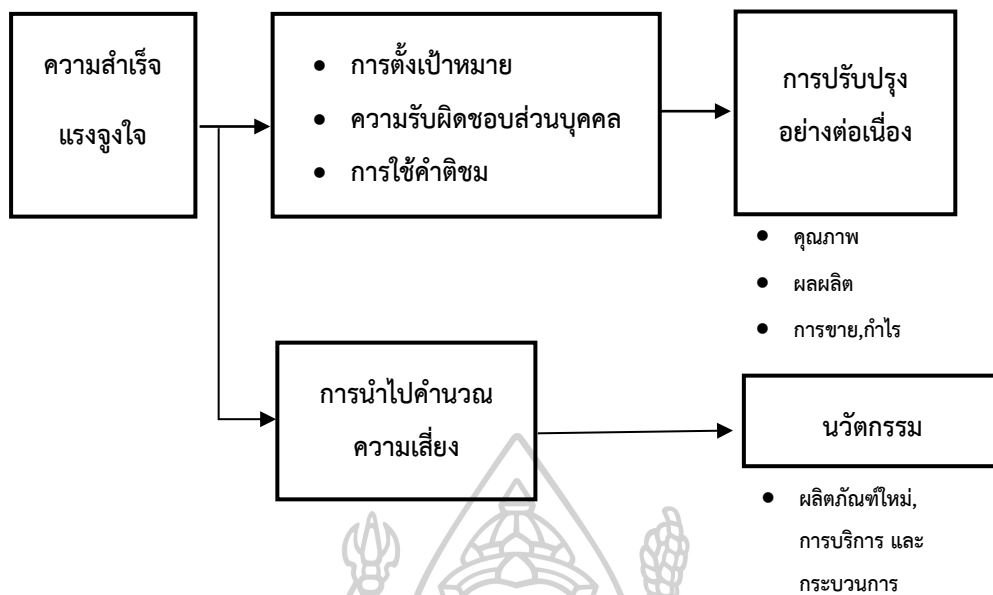 ความสำเร็จ
แรงจูงใจ
• การตั้งเป้าหมาย
• ความรับผิดชอบส่วนบุคคล
• การใช้คำติชม
การปรับปรุง
อย่างต่อเนื่อง
• คุณภาพ
• ผลผลิต
• การขาย,กำไร
การนำไปคำนวณ
ความเสี่ยง
นวัตกรรม
• ผลิตภัณฑ์ใหม่,
การบริการ และ
กระบวนการ